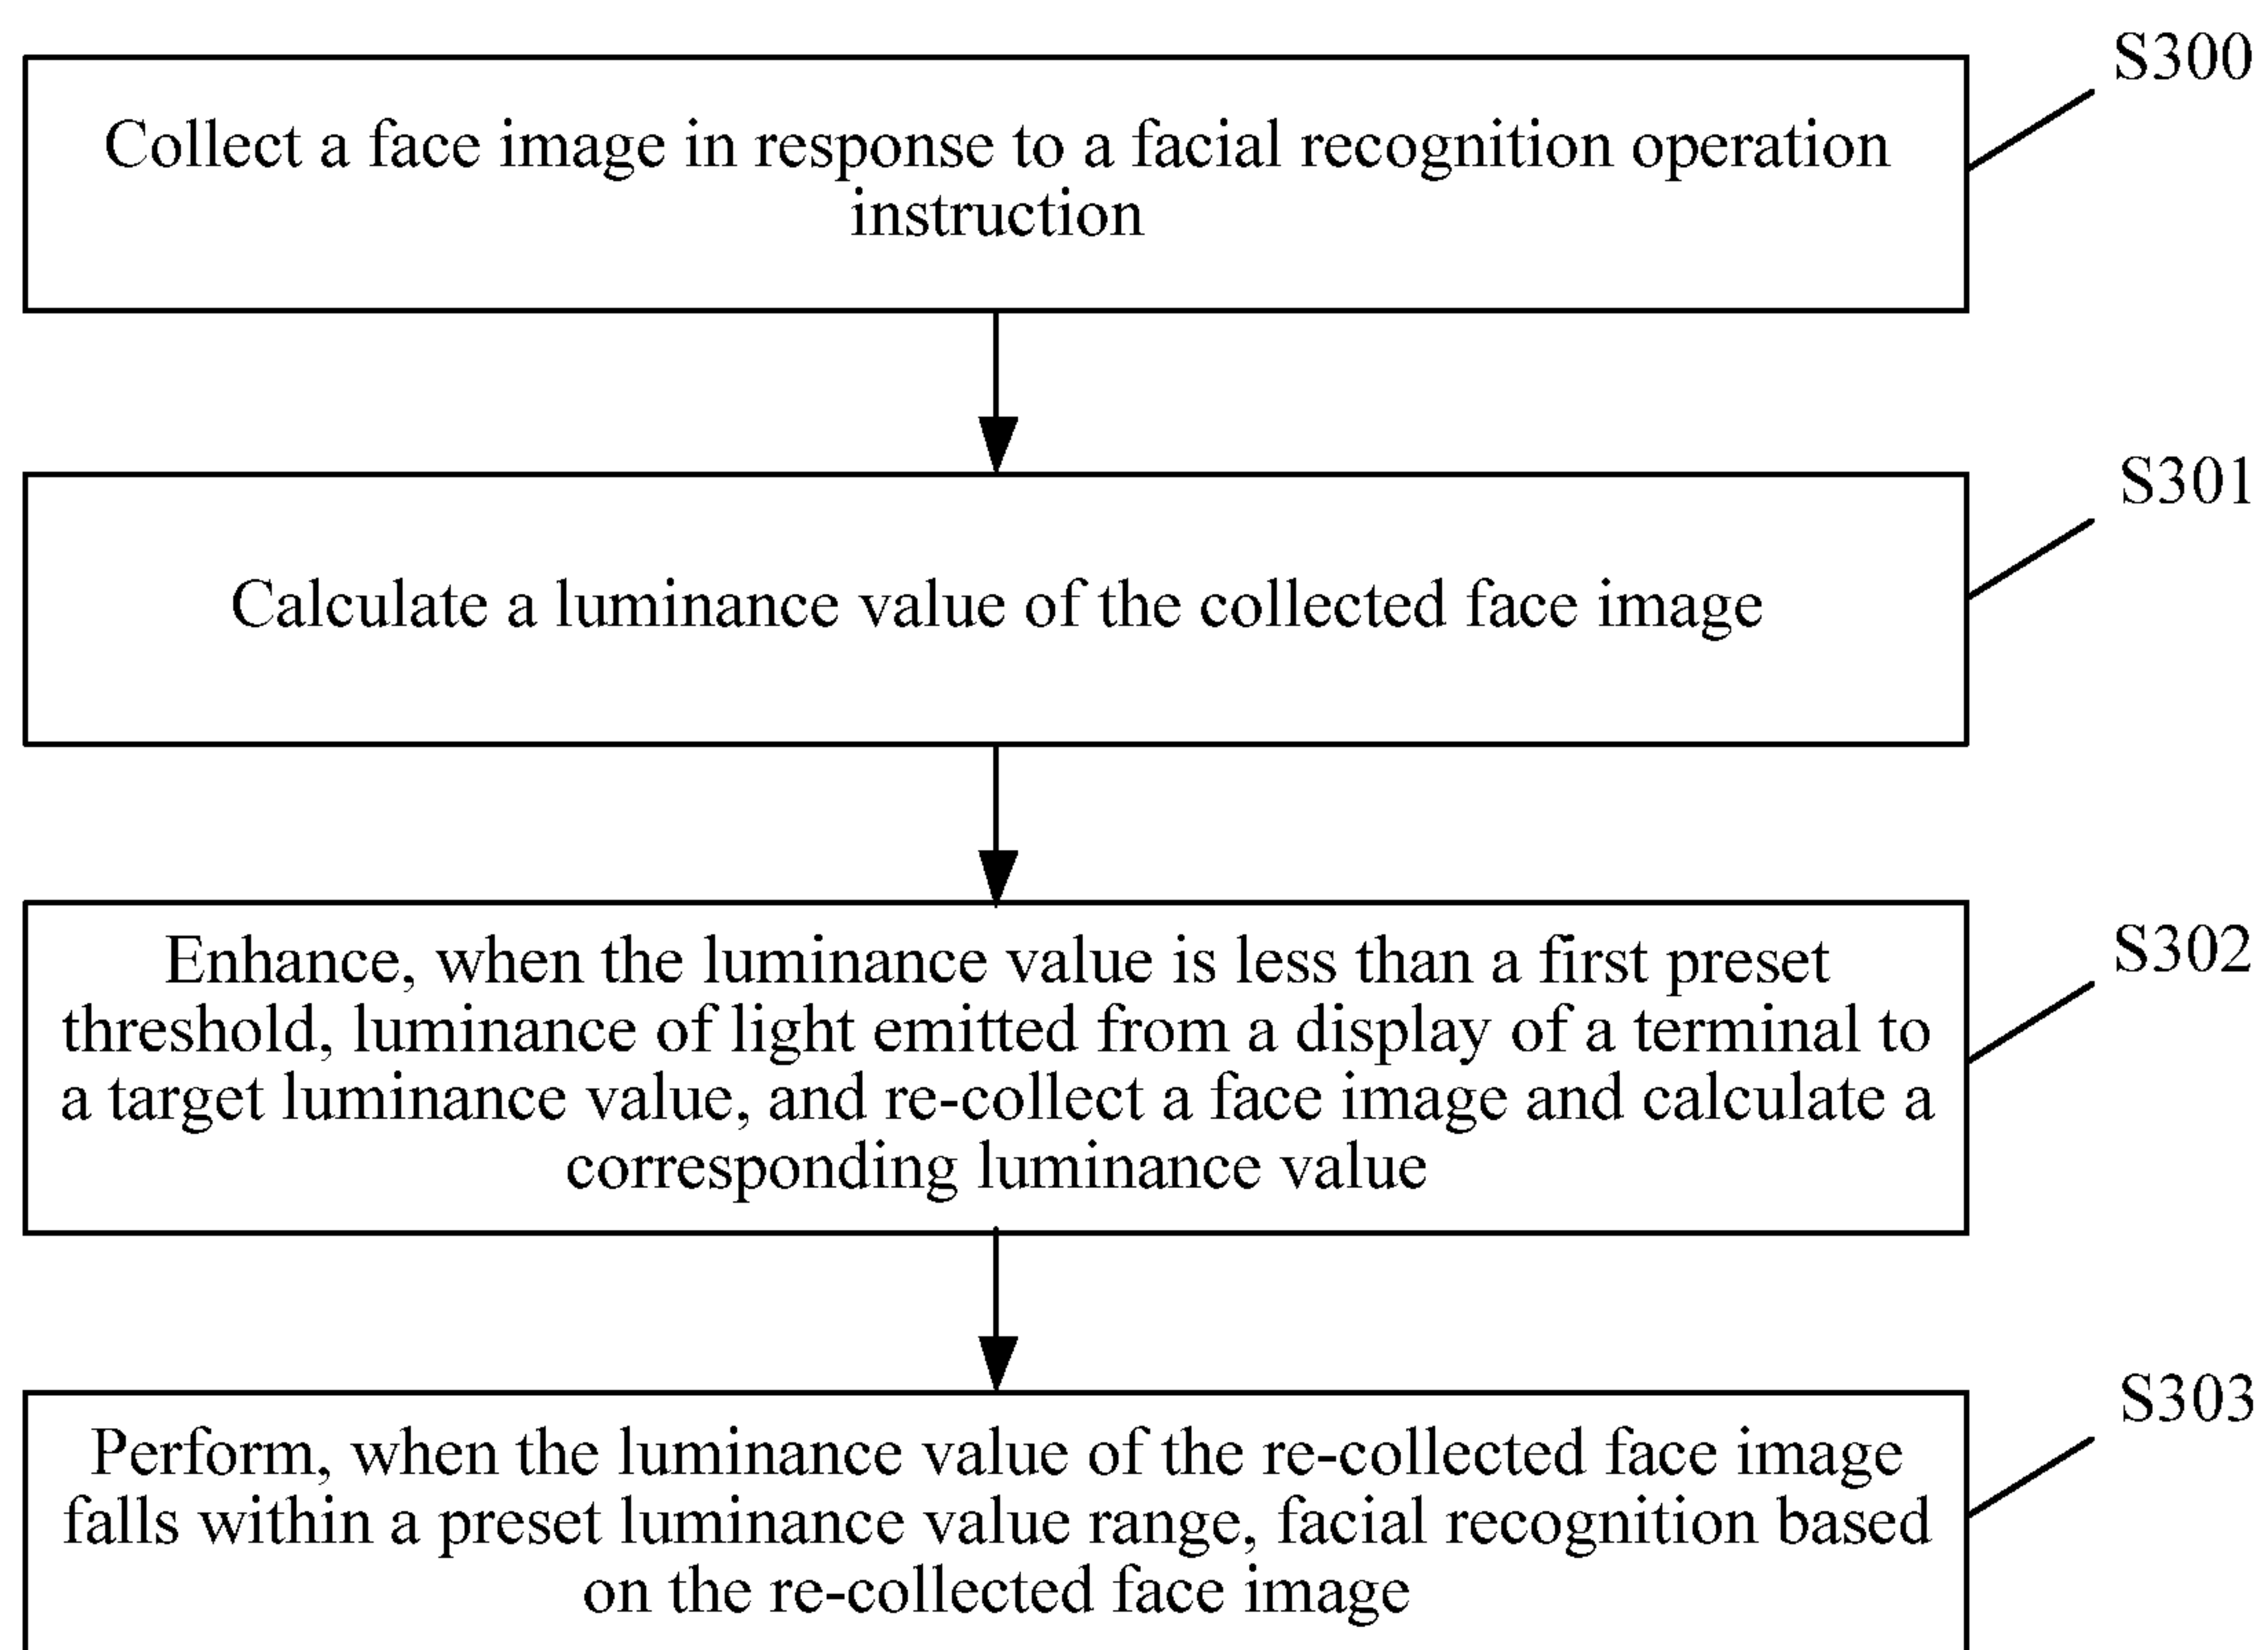 S300
Collect a face image in response to a facial recognition operation
instruction
S301
Calculate a luminance value of the collected face image
S302
Enhance, when the luminance value is less than a first preset
threshold, luminance of light emitted from a display of a terminal to
a target luminance value, and re-collect a face image and calculate a
corresponding luminance value
S303
Perform, when the luminance value of the re-collected face image
falls within a preset luminance value range, facial recognition based
on the re-collected face image